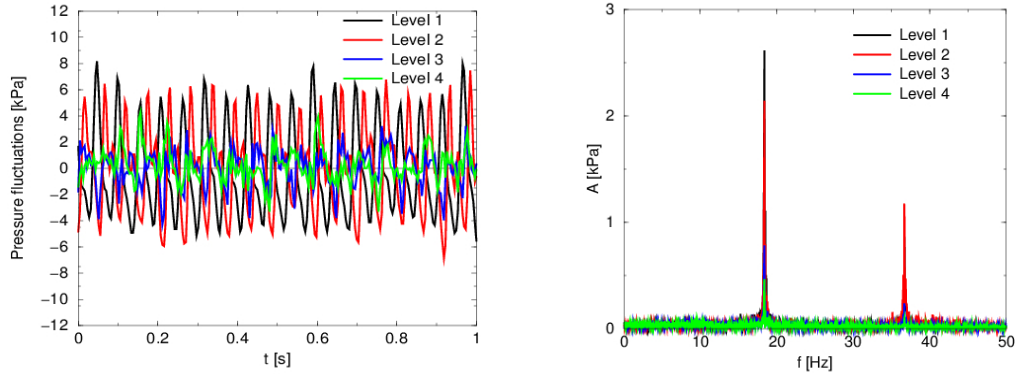 12
10
8
6
4
2
0
−2
−4
−6
−8
−10
−12
Pressure fluctuations [kPa]
0
0.2
0.4
0.6
0.8
1
t [s]
Level 1
Level 2
Level 3
Level 4
3
2
1
0
A [kPa]
0
10
20
30
40
50
f [Hz]
Level 1
Level 2
Level 3
Level 4